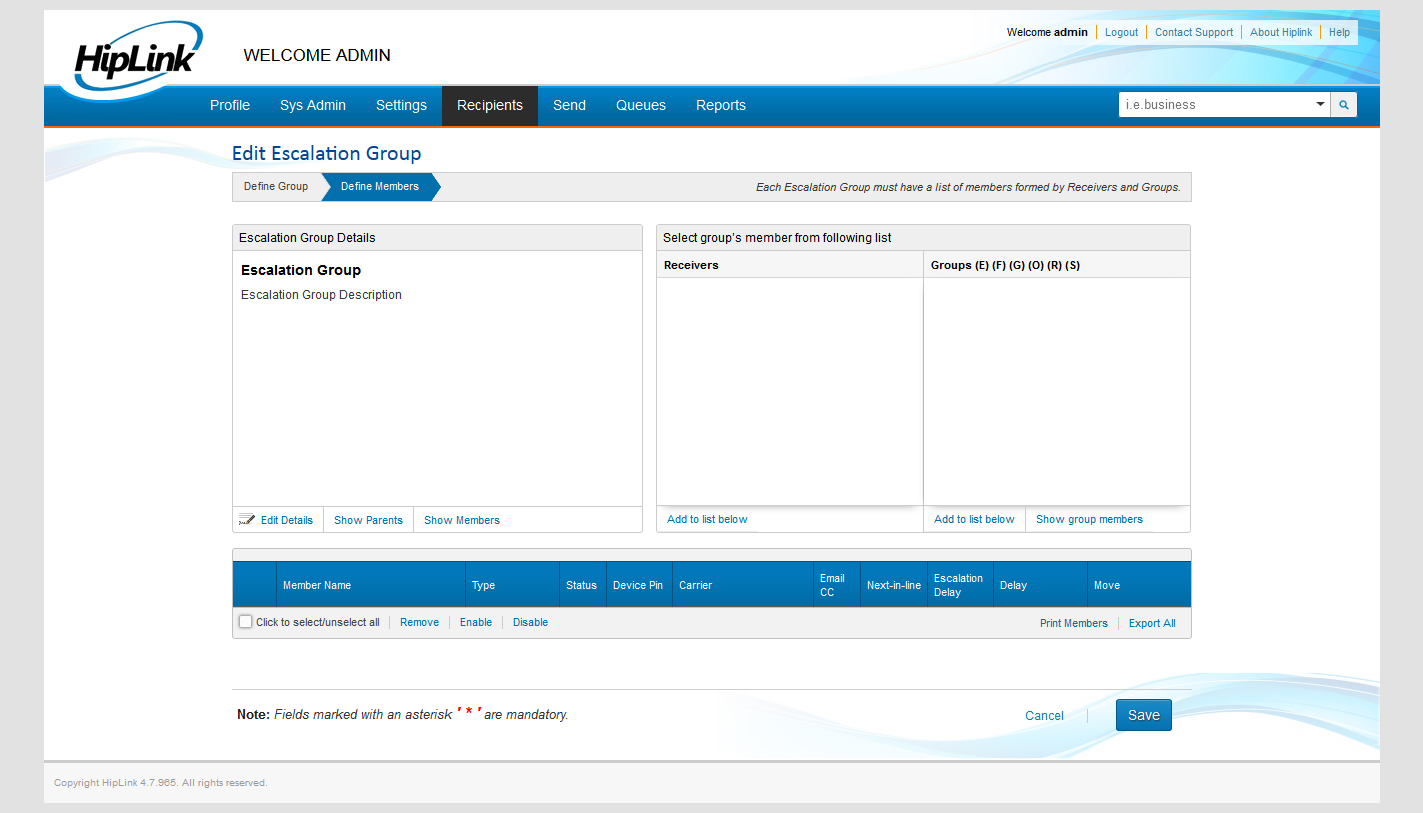 HipLink
WELCOME ADMIN
Welcome admin Logout Contact Support About Hiplink Help
Profile Sys Admin Settings Recipients Send Queues Reports i.e.business
Edit Escalation Group
Define Group Define Members Each Escalation Group must have a list of members formed by Receivers and Groups.
Escalation Group Details
Escalation Group
Escalation Group Description
Edit Details Show Parents Show Members
Select group's member from following list
Receivers Groups (E) (F) (G) (O) (R) (S)
Add to list below Add to list below Show group members
Member Name Type Status Device Pin Carrier Email CC Next-in-line Escalation Delay Delay Move
Click to select/unselect all Remove Enable Disable Print Members Export All
Note: Fields marked with an asterisk ' * ' are mandatory. Cancel Save
Copyright HipLink 4.7.965. All rights reserved.